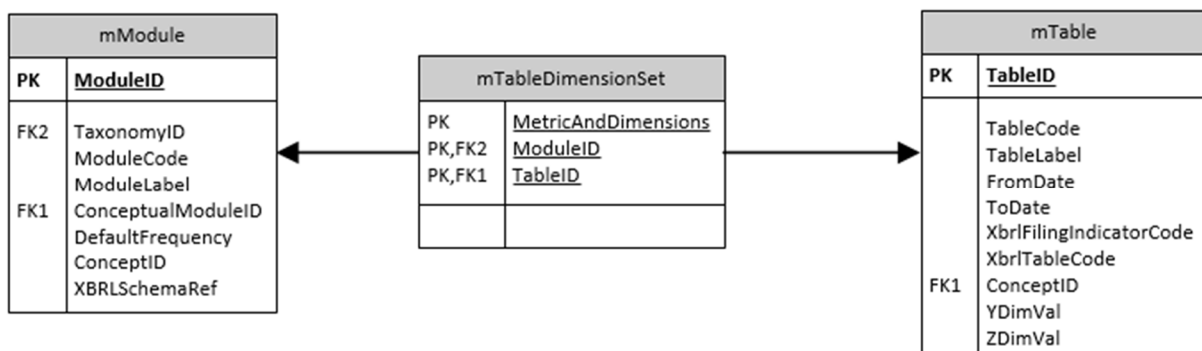 mModule
PK ModuleID
FK2 TaxonomyID
ModuleCode
ModuleLabel
FK1 ConceptualModuleID
DefaultFrequency
ConceptID
XBRLSchemaRef
mTableDimensionSet
PK MetricAndDimensions
PK,FK2 ModuleID
PK,FK1 TableID
mTable
PK TableID
TableCode
TableLabel
FromDate
ToDate
XbrlFilingIndicatorCode
XbrlTableCode
FK1 ConceptID
YDimVal
ZDimVal